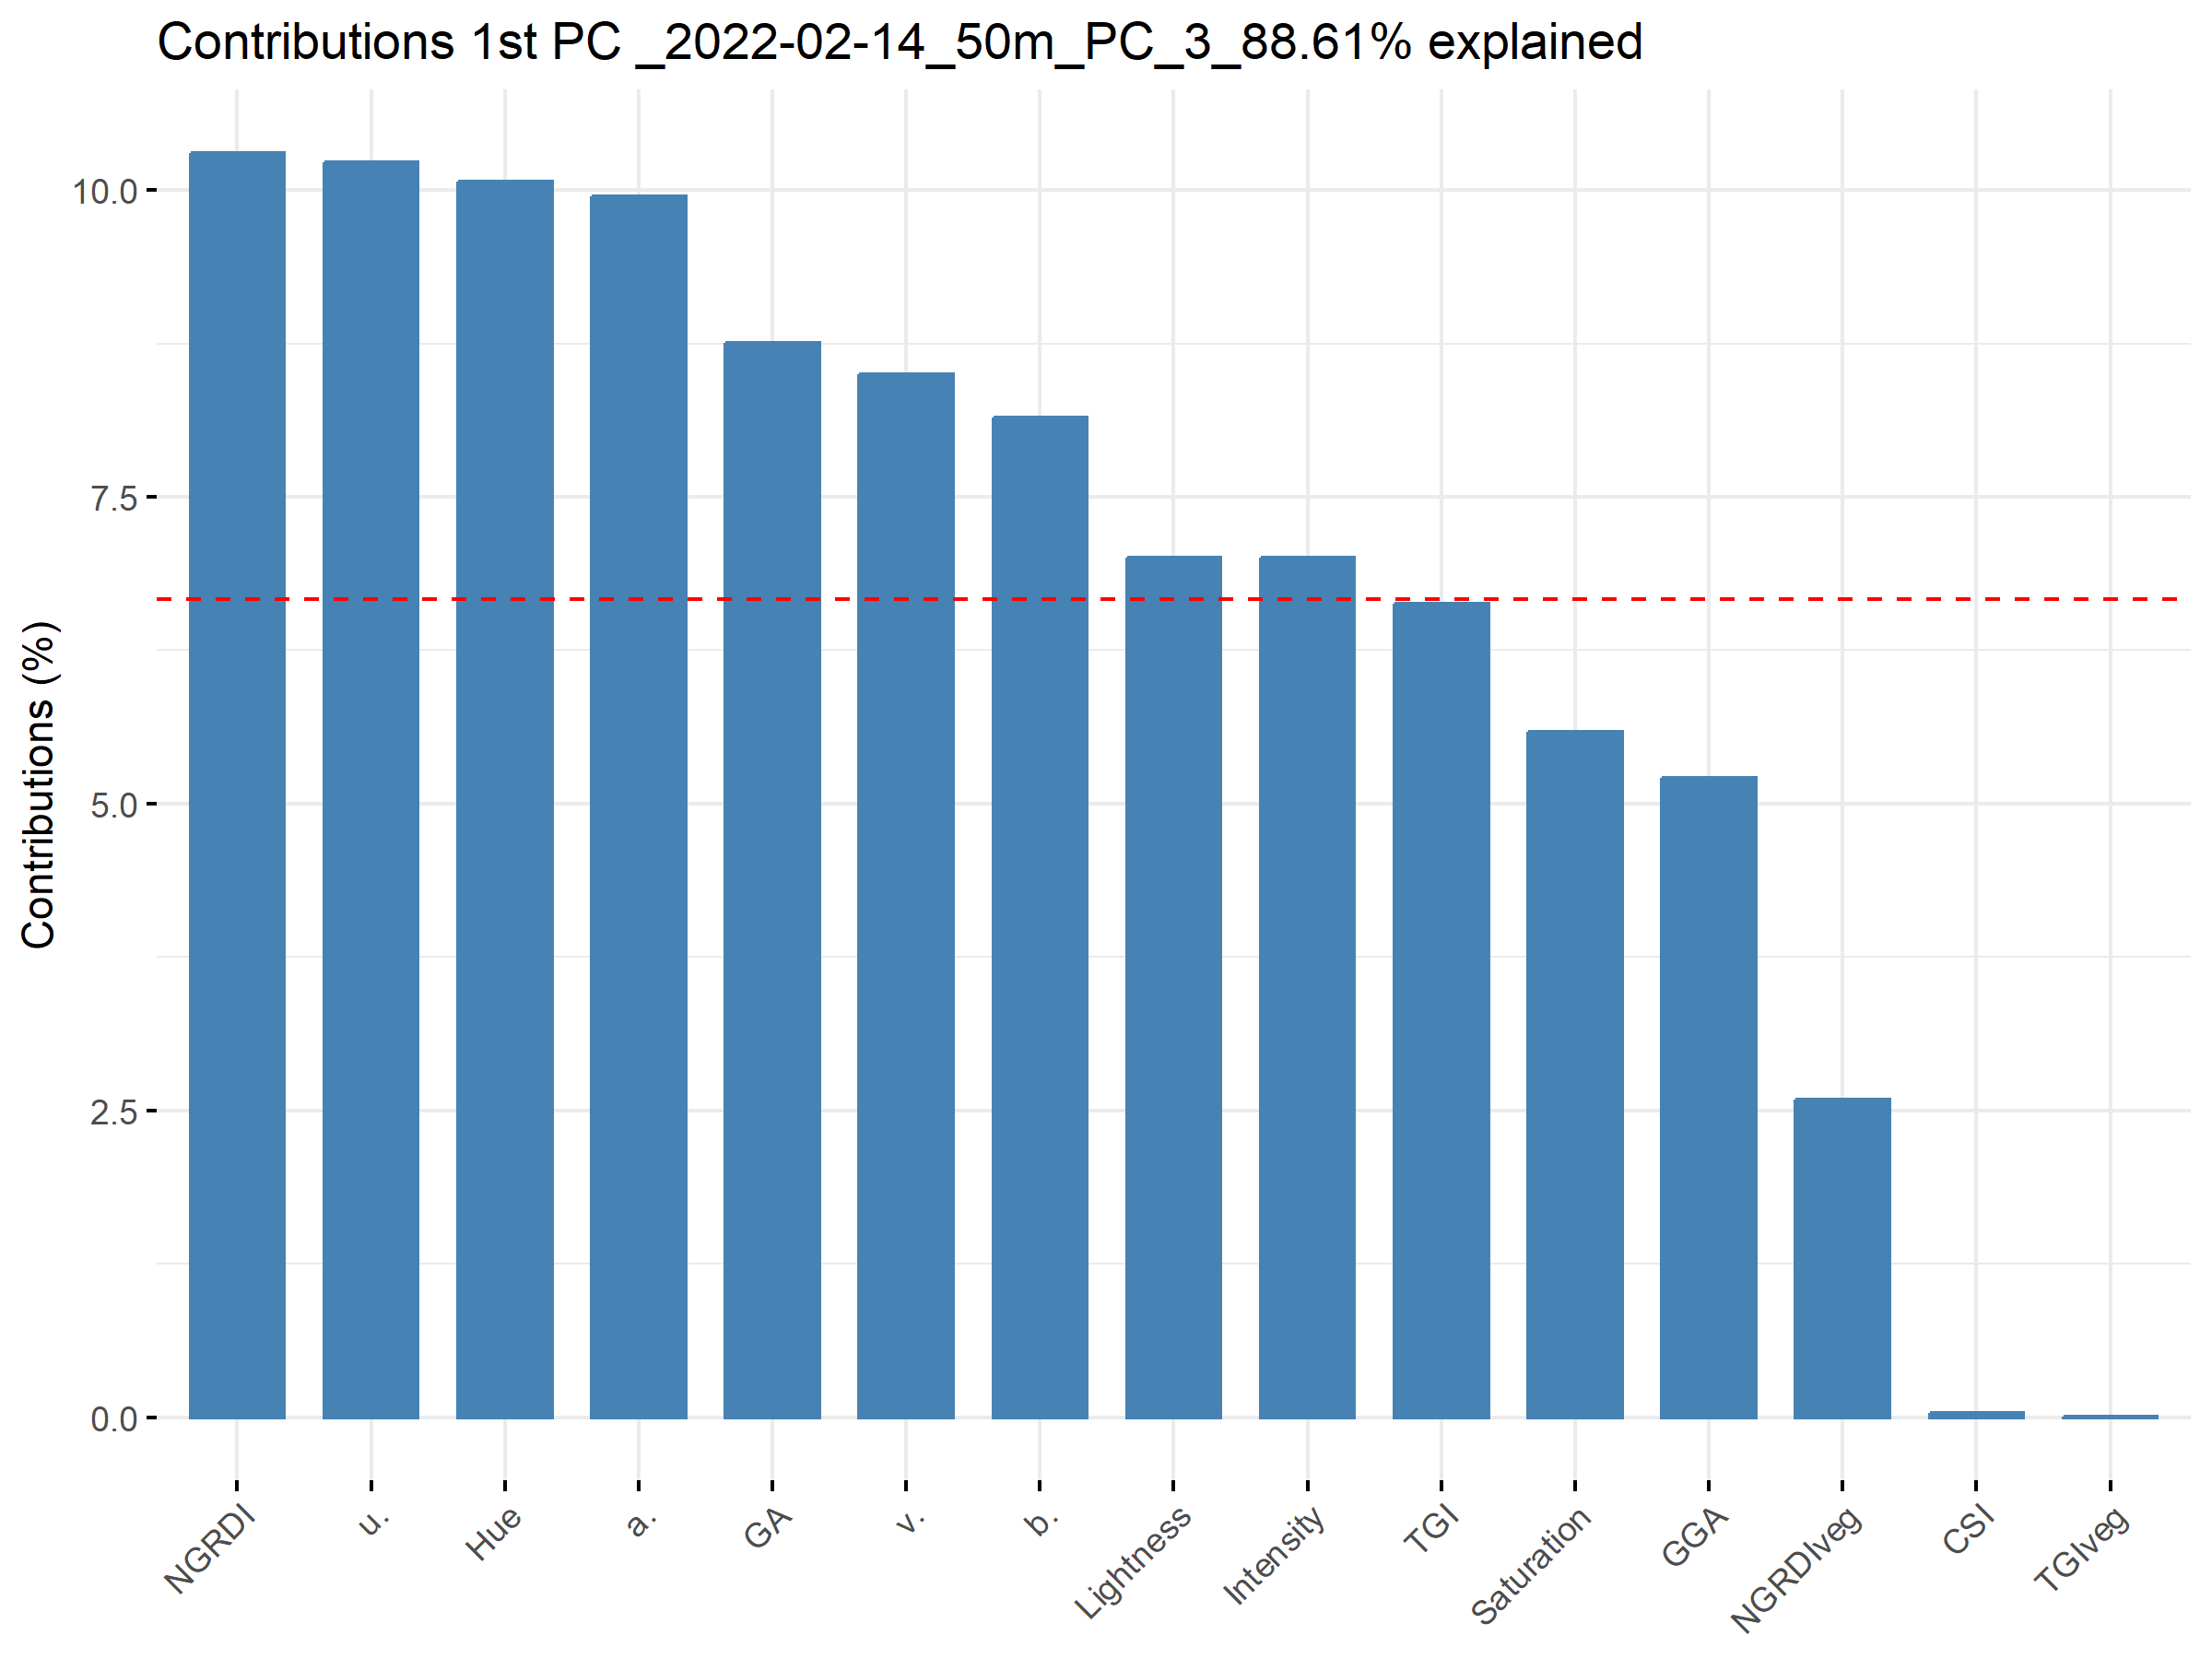 Contributions 1st PC _2022-02-14_50m_PC_3_88.61% explained
Contributions (%)
10.0
7.5
5.0
2.5
0.0
NGRDI
u.
Hue
a.
GA
v.
b.
Lightness
Intensity
TGI
Saturation
GGA
NGRDIveg
CSI
TGIveg